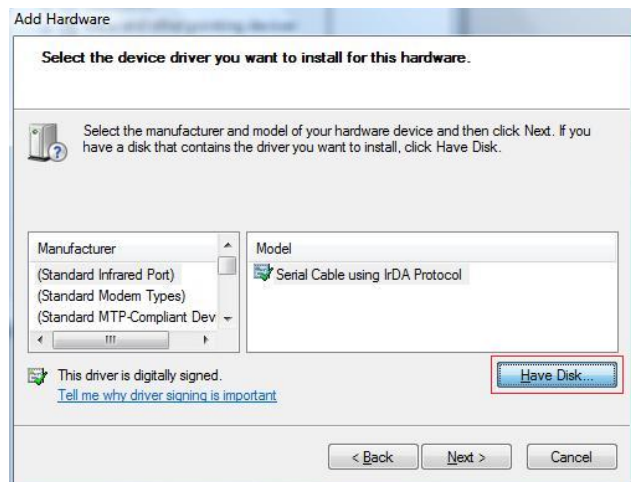 Add Hardware
Select the device driver you want to install for this hardware.
Select the manufacturer and model of your hardware device and then click Next. If you
have a disk that contains the driver you want to install, click Have Disk.
Manufacturer
Model
(Standard Infrared Port)
Serial Cable using IrDA Protocol
(Standard Modem Types)
(Standard MTP-Compliant Dev
This driver is digitally signed.
Have Disk...
Tell me why driver signing is important
< Back
Next >
Cancel